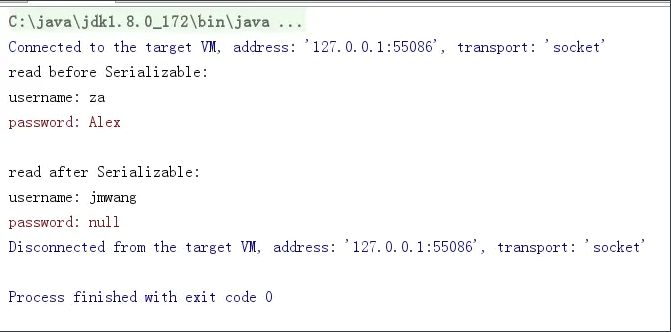 C:\java\jdk1.8.0_172\bin\java ...
Connected to the target VM, address: '127.0.0.1:55086', transport: 'socket'
read before Serializable:
username: za
password: Alex
read after Serializable:
username: jmwang
password: null
Disconnected from the target VM, address: '127.0.0.1:55086', transport: 'socket'
Process finished with exit code 0